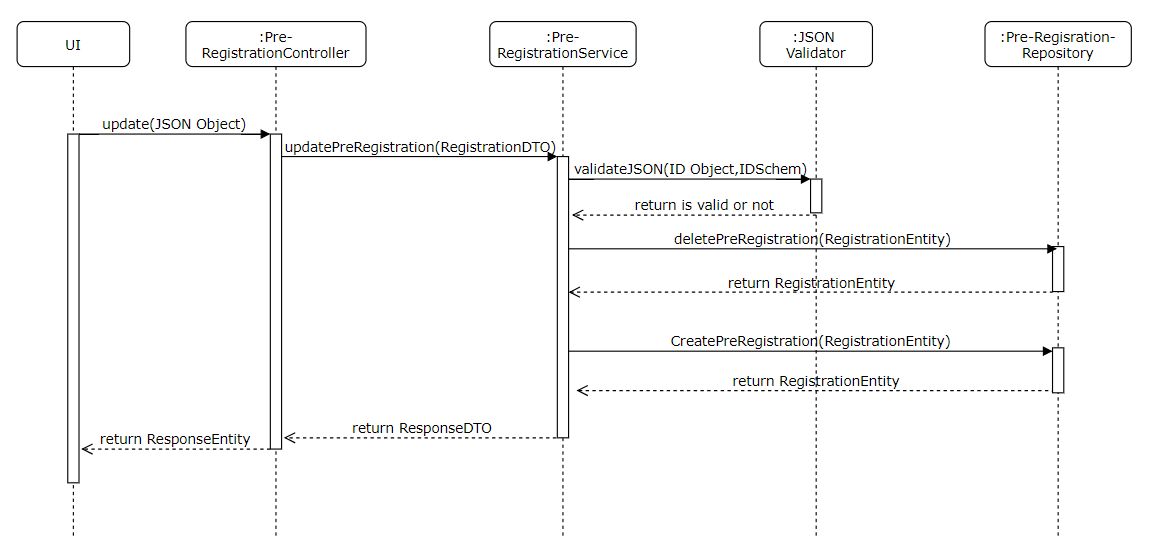 UI
:Pre-
RegistrationController
:Pre-
RegistrationService
:JSON
Validator
:Pre-Regisration-
Repository
update(JSON Object)
updatePreRegistration(RegistrationDTO)
validateJSON(ID Object,IDSchem)
return is valid or not
deletePreRegistration(RegistrationEntity)
return RegistrationEntity
CreatePreRegistration(RegistrationEntity)
return RegistrationEntity
return ResponseDTO
return ResponseEntity